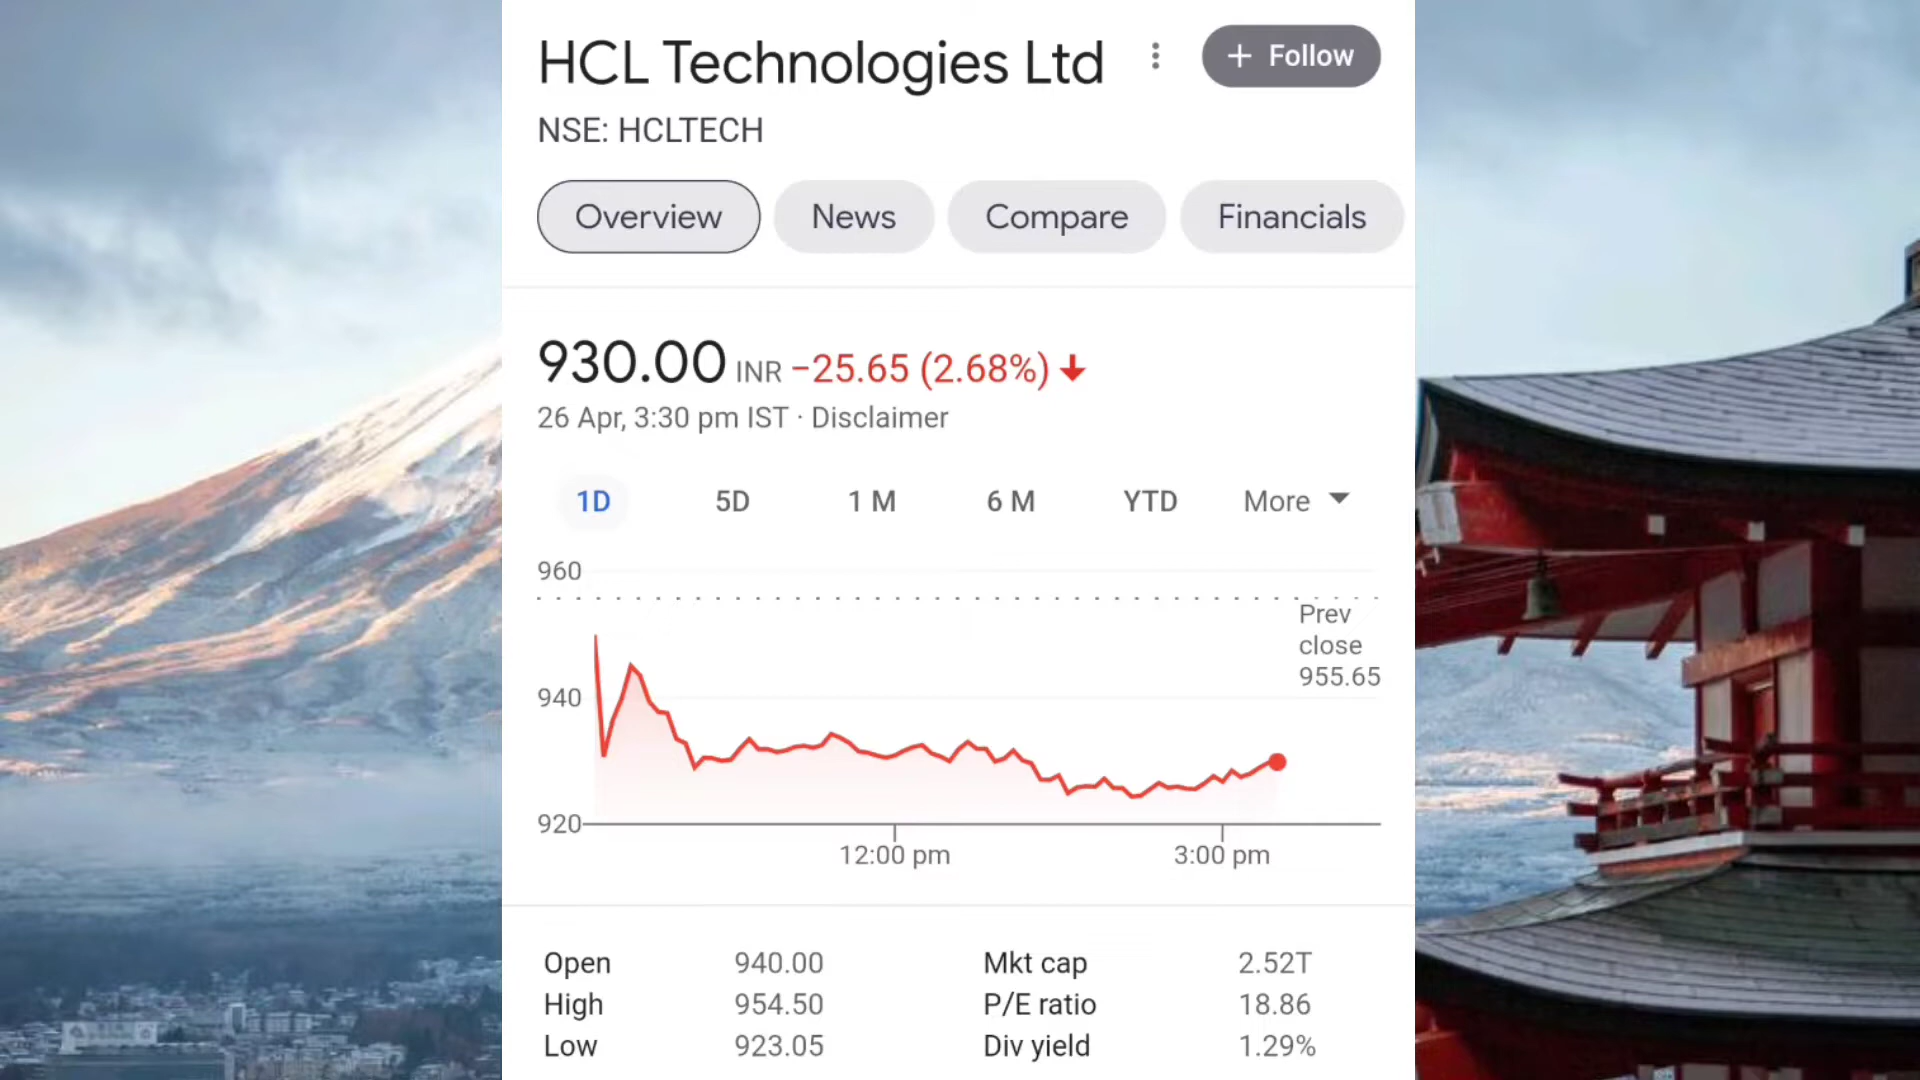 HCL Technologies Ltd
+ Follow
NSE: HCLTECH
Overview News Compare Financials
930.00 INR −25.65 (2.68%) ↓
26 Apr, 3:30 pm IST · Disclaimer
1D 5D 1 M 6 M YTD More
960
Prev
close
955.65
940
920
12:00 pm 3:00 pm
Open 940.00 Mkt cap 2.52T
High 954.50 P/E ratio 18.86
Low 923.05 Div yield 1.29%